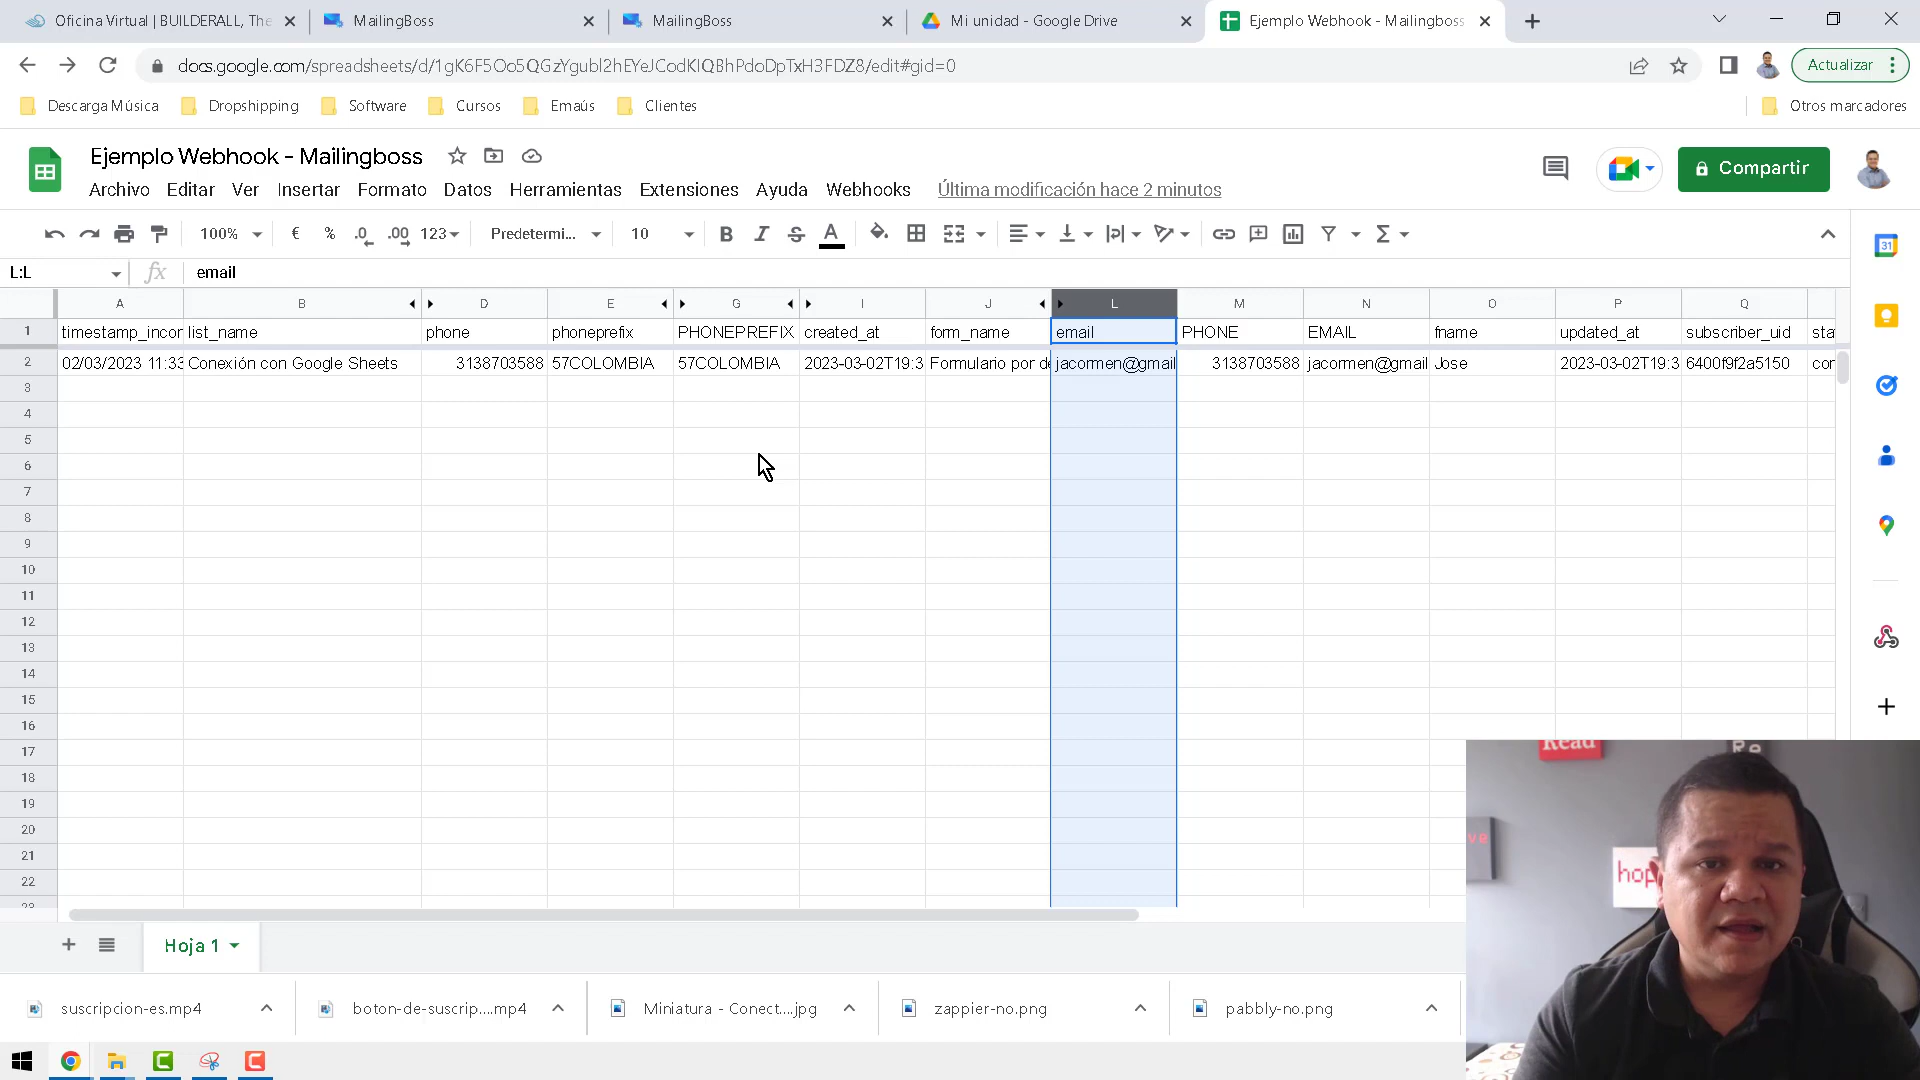 Oficina Virtual | BUILDERALL, The
MailingBoss
MailingBoss
Mi unidad - Google Drive
Ejemplo Webhook - Mailingboss
docs.google.com/spreadsheets/d/1gK6F5Oo5QGzYgubl2hEYeJCodKIQBhPdoDpTxH3FDZ8/edit#gid=0
Actualizar
Descarga Música
Dropshipping
Software
Cursos
Emaús
Clientes
Otros marcadores
Ejemplo Webhook - Mailingboss
Archivo Editar Ver Insertar Formato Datos Herramientas Extensiones Ayuda Webhooks Última modificación hace 2 minutos
Compartir
100% € % .0 .00 123 Predetermi... 10 B I S A
31
L:L fx email
A B D E G I J L M N O P Q
1 timestamp_incor list_name phone phoneprefix PHONEPREFIX created_at form_name email PHONE EMAIL fname updated_at subscriber_uid sta
2 02/03/2023 11:33 Conexión con Google Sheets 3138703588 57COLOMBIA 57COLOMBIA 2023-03-02T19:3 Formulario por de jacormen@gmail 3138703588 jacormen@gmail Jose 2023-03-02T19:3 6400f9f2a5150 cor
3
4
5
6
7
8
9
10
11
12
13
14
15
16
17
18
19
20
21
22
23
Read
Re
ve
hop
Hoja 1
suscripcion-es.mp4
boton-de-suscrip....mp4
Miniatura - Conect....jpg
zappier-no.png
pabbly-no.png